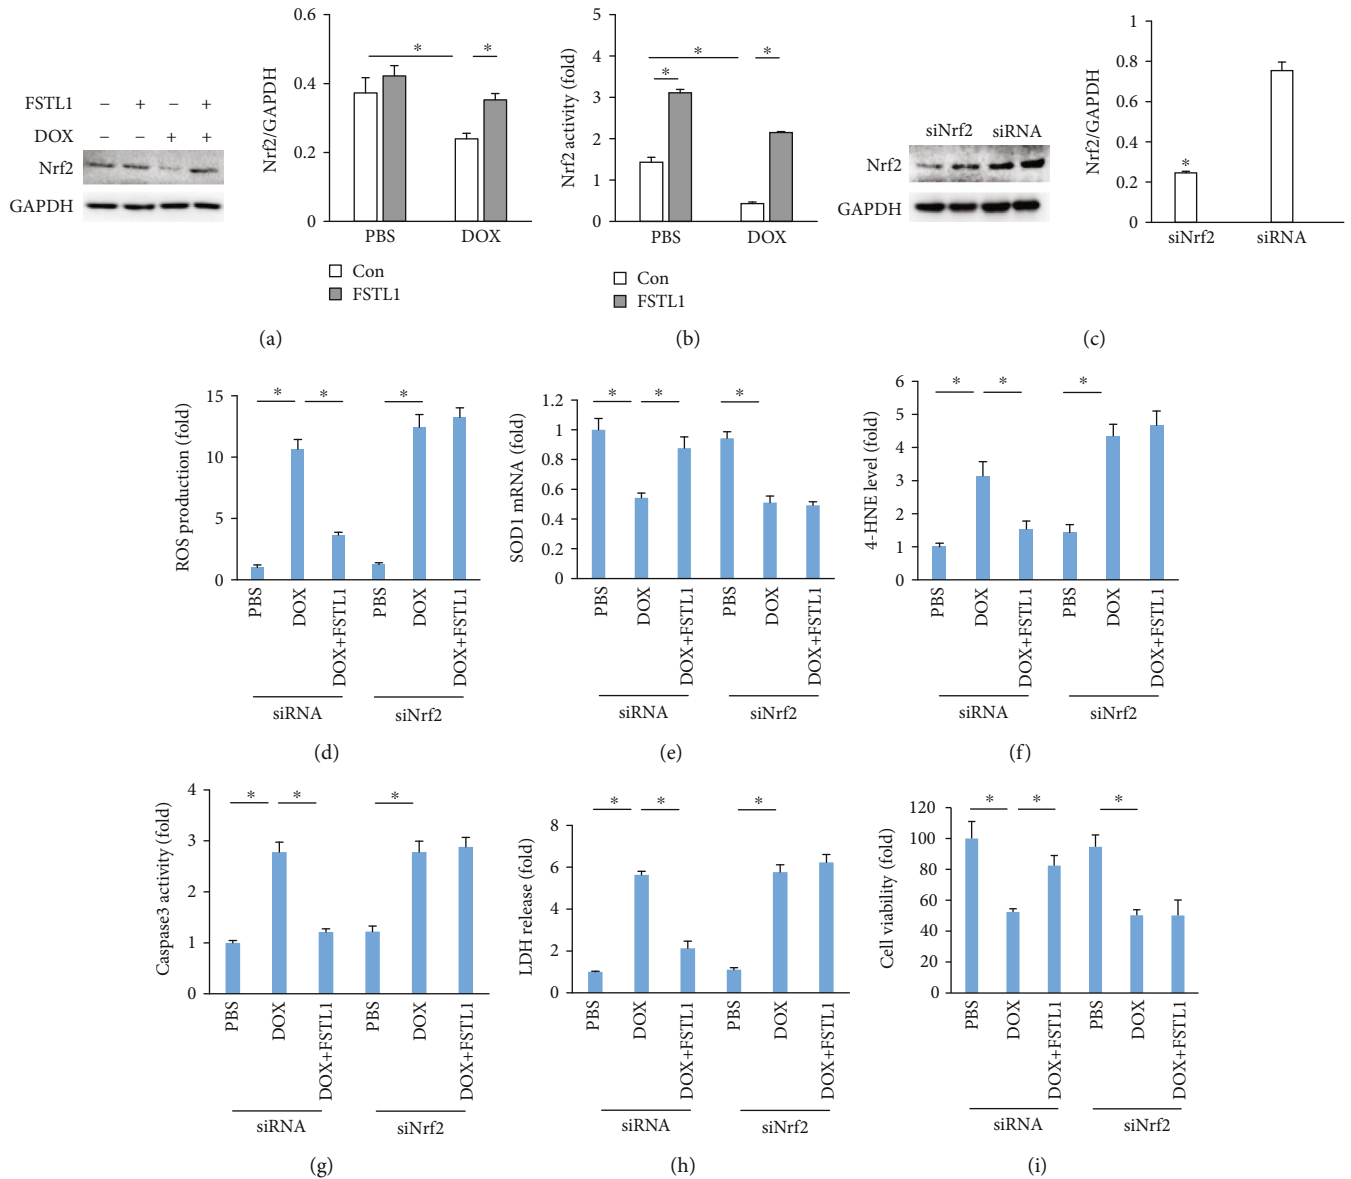 FSTL1 − + − +
DOX − − + +
Nrf2
GAPDH
Nrf2/GAPDH
0.6
0.4
0.2
0
* *
PBS DOX
Con
FSTL1
(a)
Nrf2 activity (fold)
5
4
3
2
1
0
* * *
PBS DOX
Con
FSTL1
(b)
siNrf2 siRNA
Nrf2
GAPDH
Nrf2/GAPDH
1
0.8
0.6
0.4
0.2
0
*
siNrf2 siRNA
(c)
ROS production (fold)
15
10
5
0
* * *
PBS DOX DOX+FSTL1 PBS DOX DOX+FSTL1
siRNA siNrf2
(d)
SOD1 mRNA (fold)
1.2
1
0.8
0.6
0.4
0.2
0
* * *
PBS DOX DOX+FSTL1 PBS DOX DOX+FSTL1
siRNA siNrf2
(e)
4-HNE level (fold)
6
5
4
3
2
1
0
* * *
PBS DOX DOX+FSTL1 PBS DOX DOX+FSTL1
siRNA siNrf2
(f)
Caspase3 activity (fold)
4
3
2
1
0
* * *
PBS DOX DOX+FSTL1 PBS DOX DOX+FSTL1
siRNA siNrf2
(g)
LDH release (fold)
8
6
4
2
0
* * *
PBS DOX DOX+FSTL1 PBS DOX DOX+FSTL1
siRNA siNrf2
(h)
Cell viability (fold)
120
100
80
60
40
20
0
* * *
PBS DOX DOX+FSTL1 PBS DOX DOX+FSTL1
siRNA siNrf2
(i)